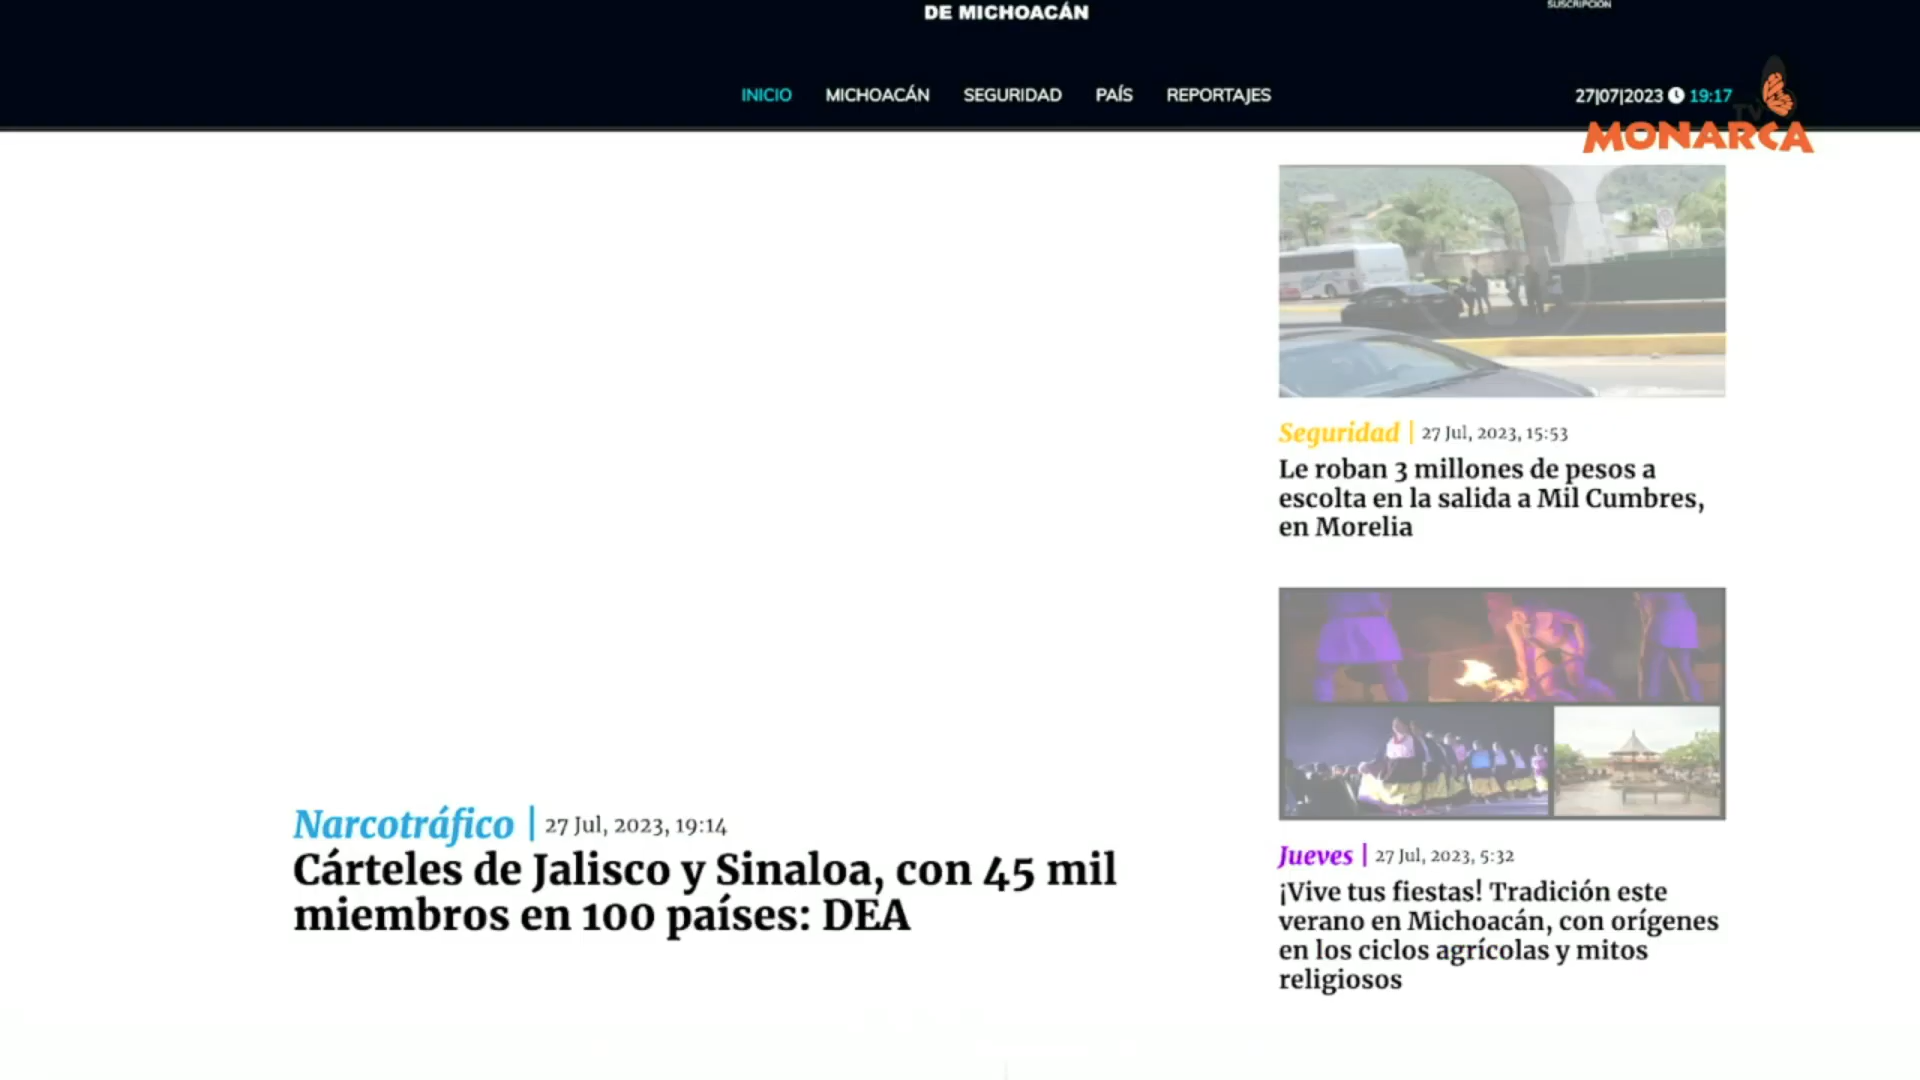 DE MICHOACÁN
SUSCRIPCIÓN
INICIO MICHOACÁN SEGURIDAD PAÍS REPORTAJES
27|07|2023 19:17
TV
MONARCA
Seguridad | 27 Jul, 2023, 15:53
Le roban 3 millones de pesos a
escolta en la salida a Mil Cumbres,
en Morelia
Narcotráfico | 27 Jul, 2023, 19:14
Cárteles de Jalisco y Sinaloa, con 45 mil
miembros en 100 países: DEA
Jueves | 27 Jul, 2023, 5:32
¡Vive tus fiestas! Tradición este
verano en Michoacán, con orígenes
en los ciclos agrícolas y mitos
religiosos